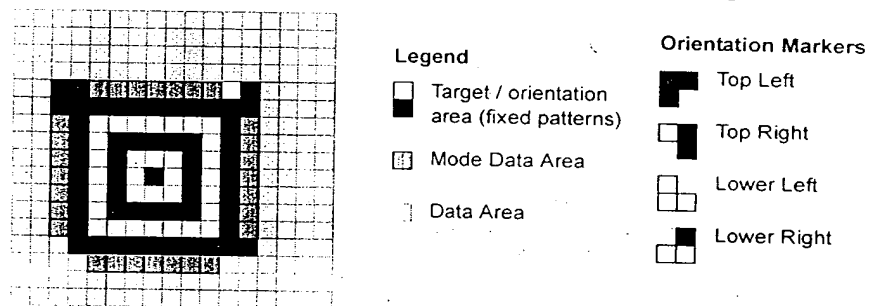 Legend
Target / orientation
area (fixed patterns)
Mode Data Area
Data Area
Orientation Markers
Top Left
Top Right
Lower Left
Lower Right